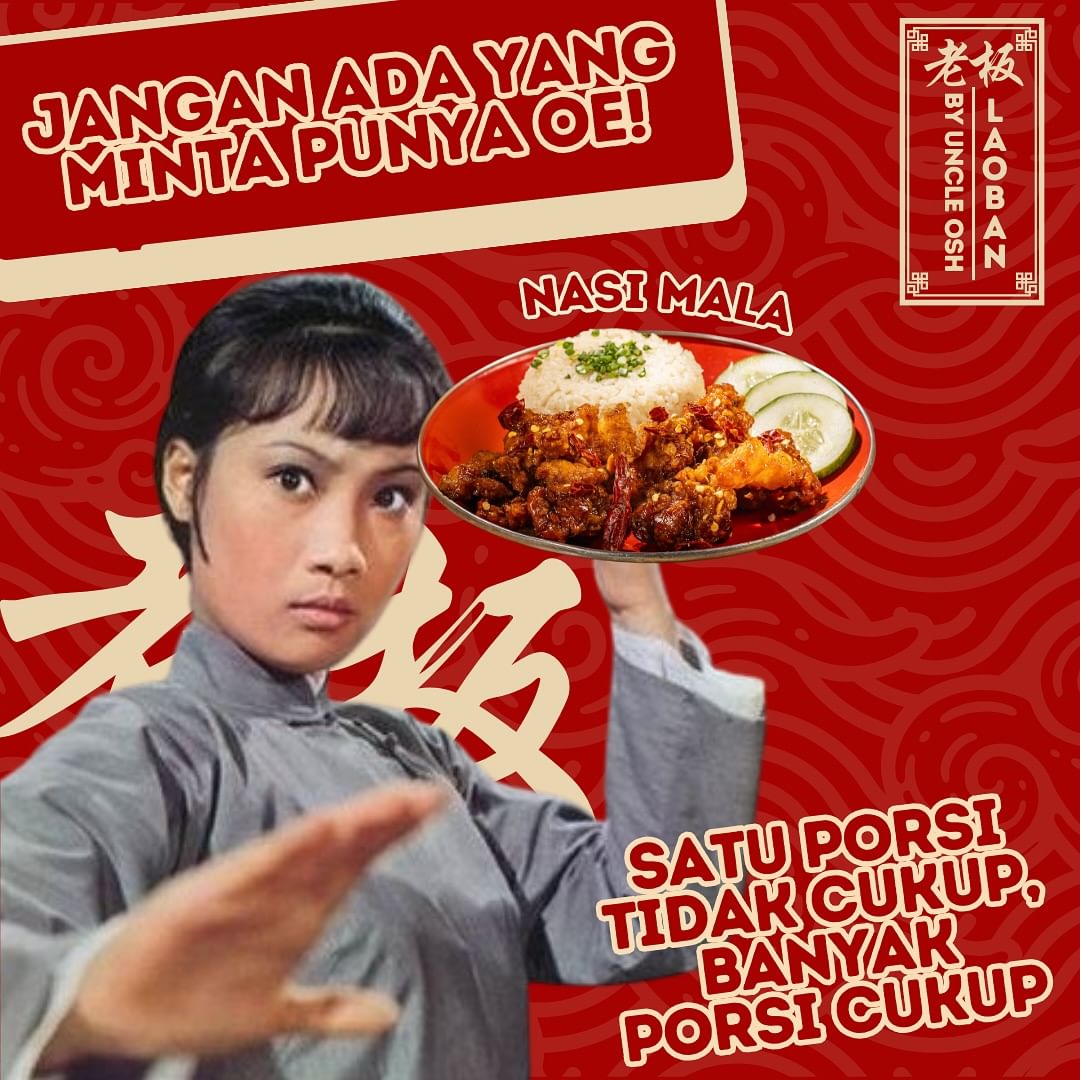 JANGAN ADA YANG
MINTA PUNYA OE!
老板
LAOBAN
BY UNCLE OSH
NASI MALA
老板
SATU PORSI
TIDAK CUKUP,
BANYAK
PORSI CUKUP